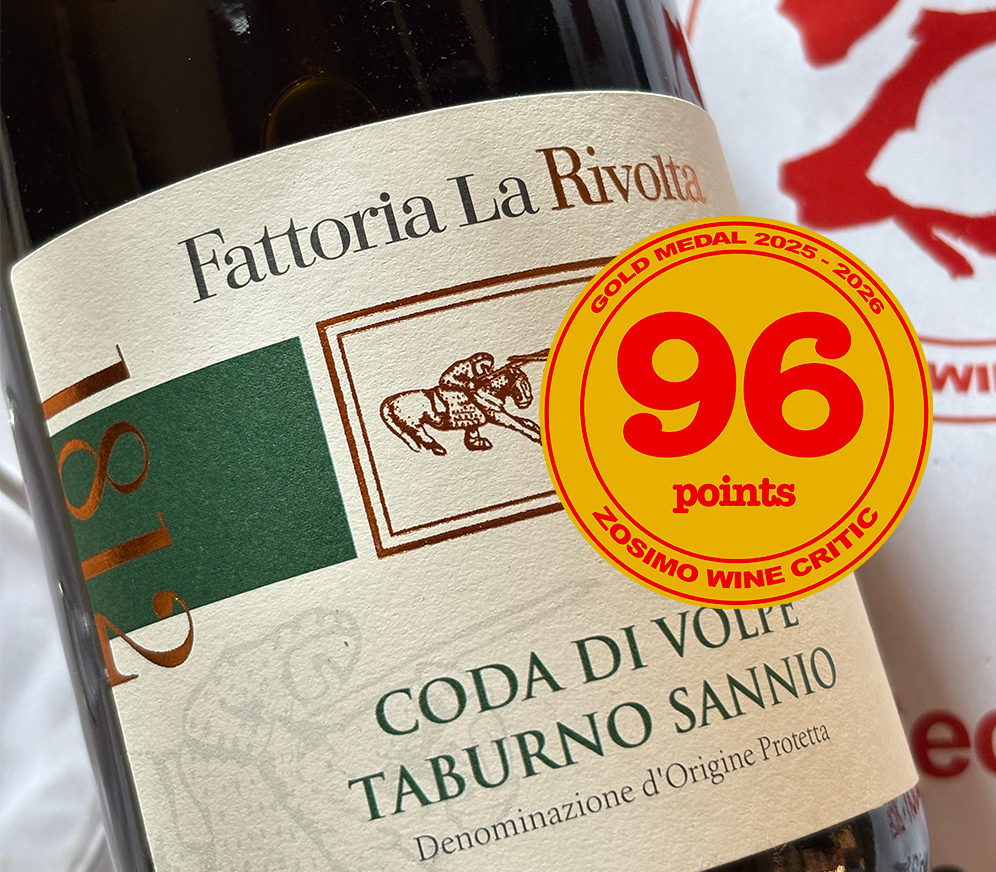 Fattoria La Rivolta
1812
GOLD MEDAL 2025 - 2026
96
points
ZOSIMO WINE CRITIC
CODA DI VOLPE
TABURNO SANNIO
Denominazione d'Origine Protetta